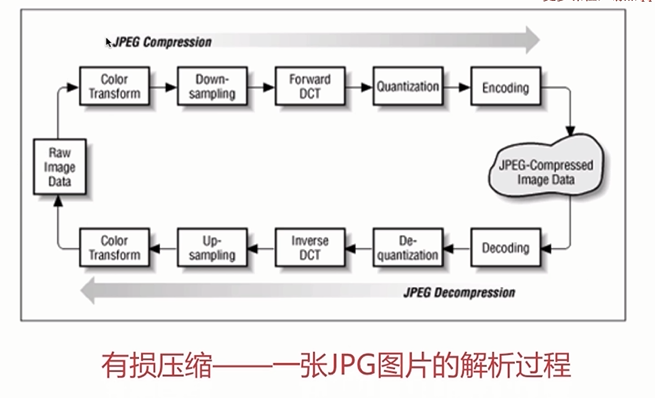 JPEG Compression
Color
Transform
Down-
sampling
Forward
DCT
Quantization
Encoding
Raw
Image
Data
JPEG-Compressed
Image Data
Color
Transform
Up-
sampling
Inverse
DCT
De-
quantization
Decoding
JPEG Decompression
有损压缩——一张JPG图片的解析过程